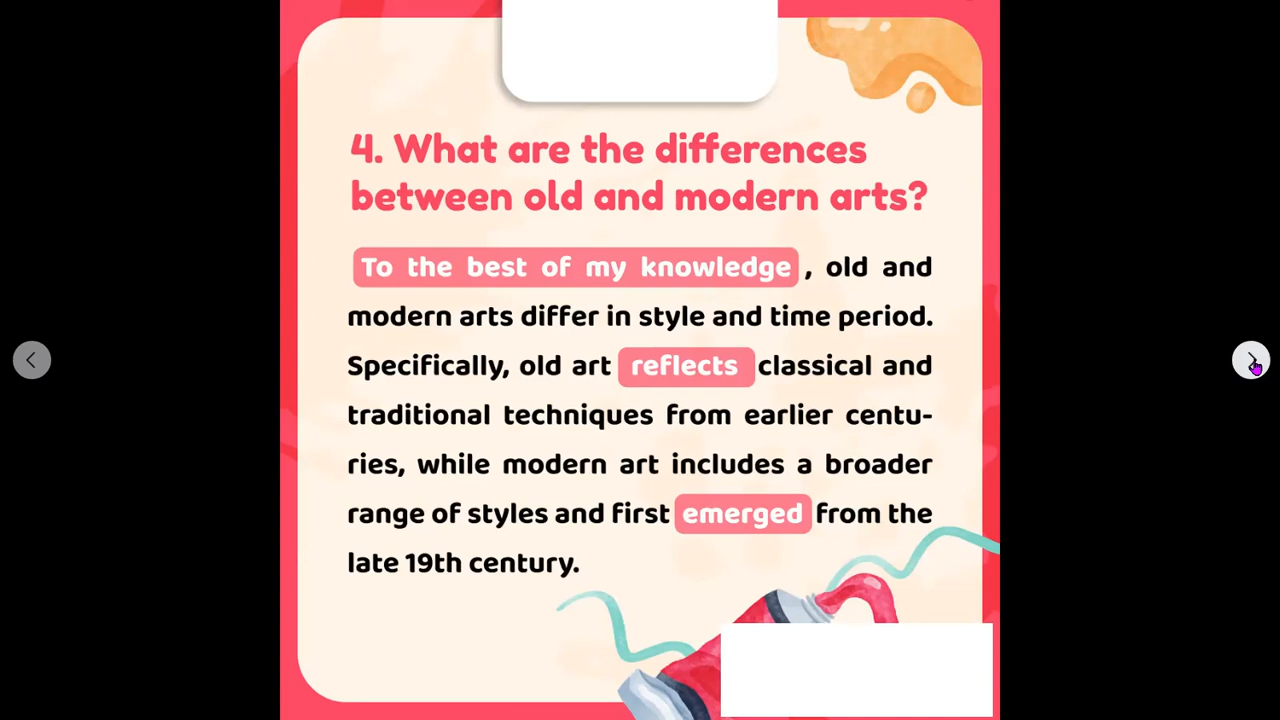 4. What are the differences
between old and modern arts?
To the best of my knowledge , old and
modern arts differ in style and time period.
Specifically, old art reflects classical and
traditional techniques from earlier centu-
ries, while modern art includes a broader
range of styles and first emerged from the
late 19th century.